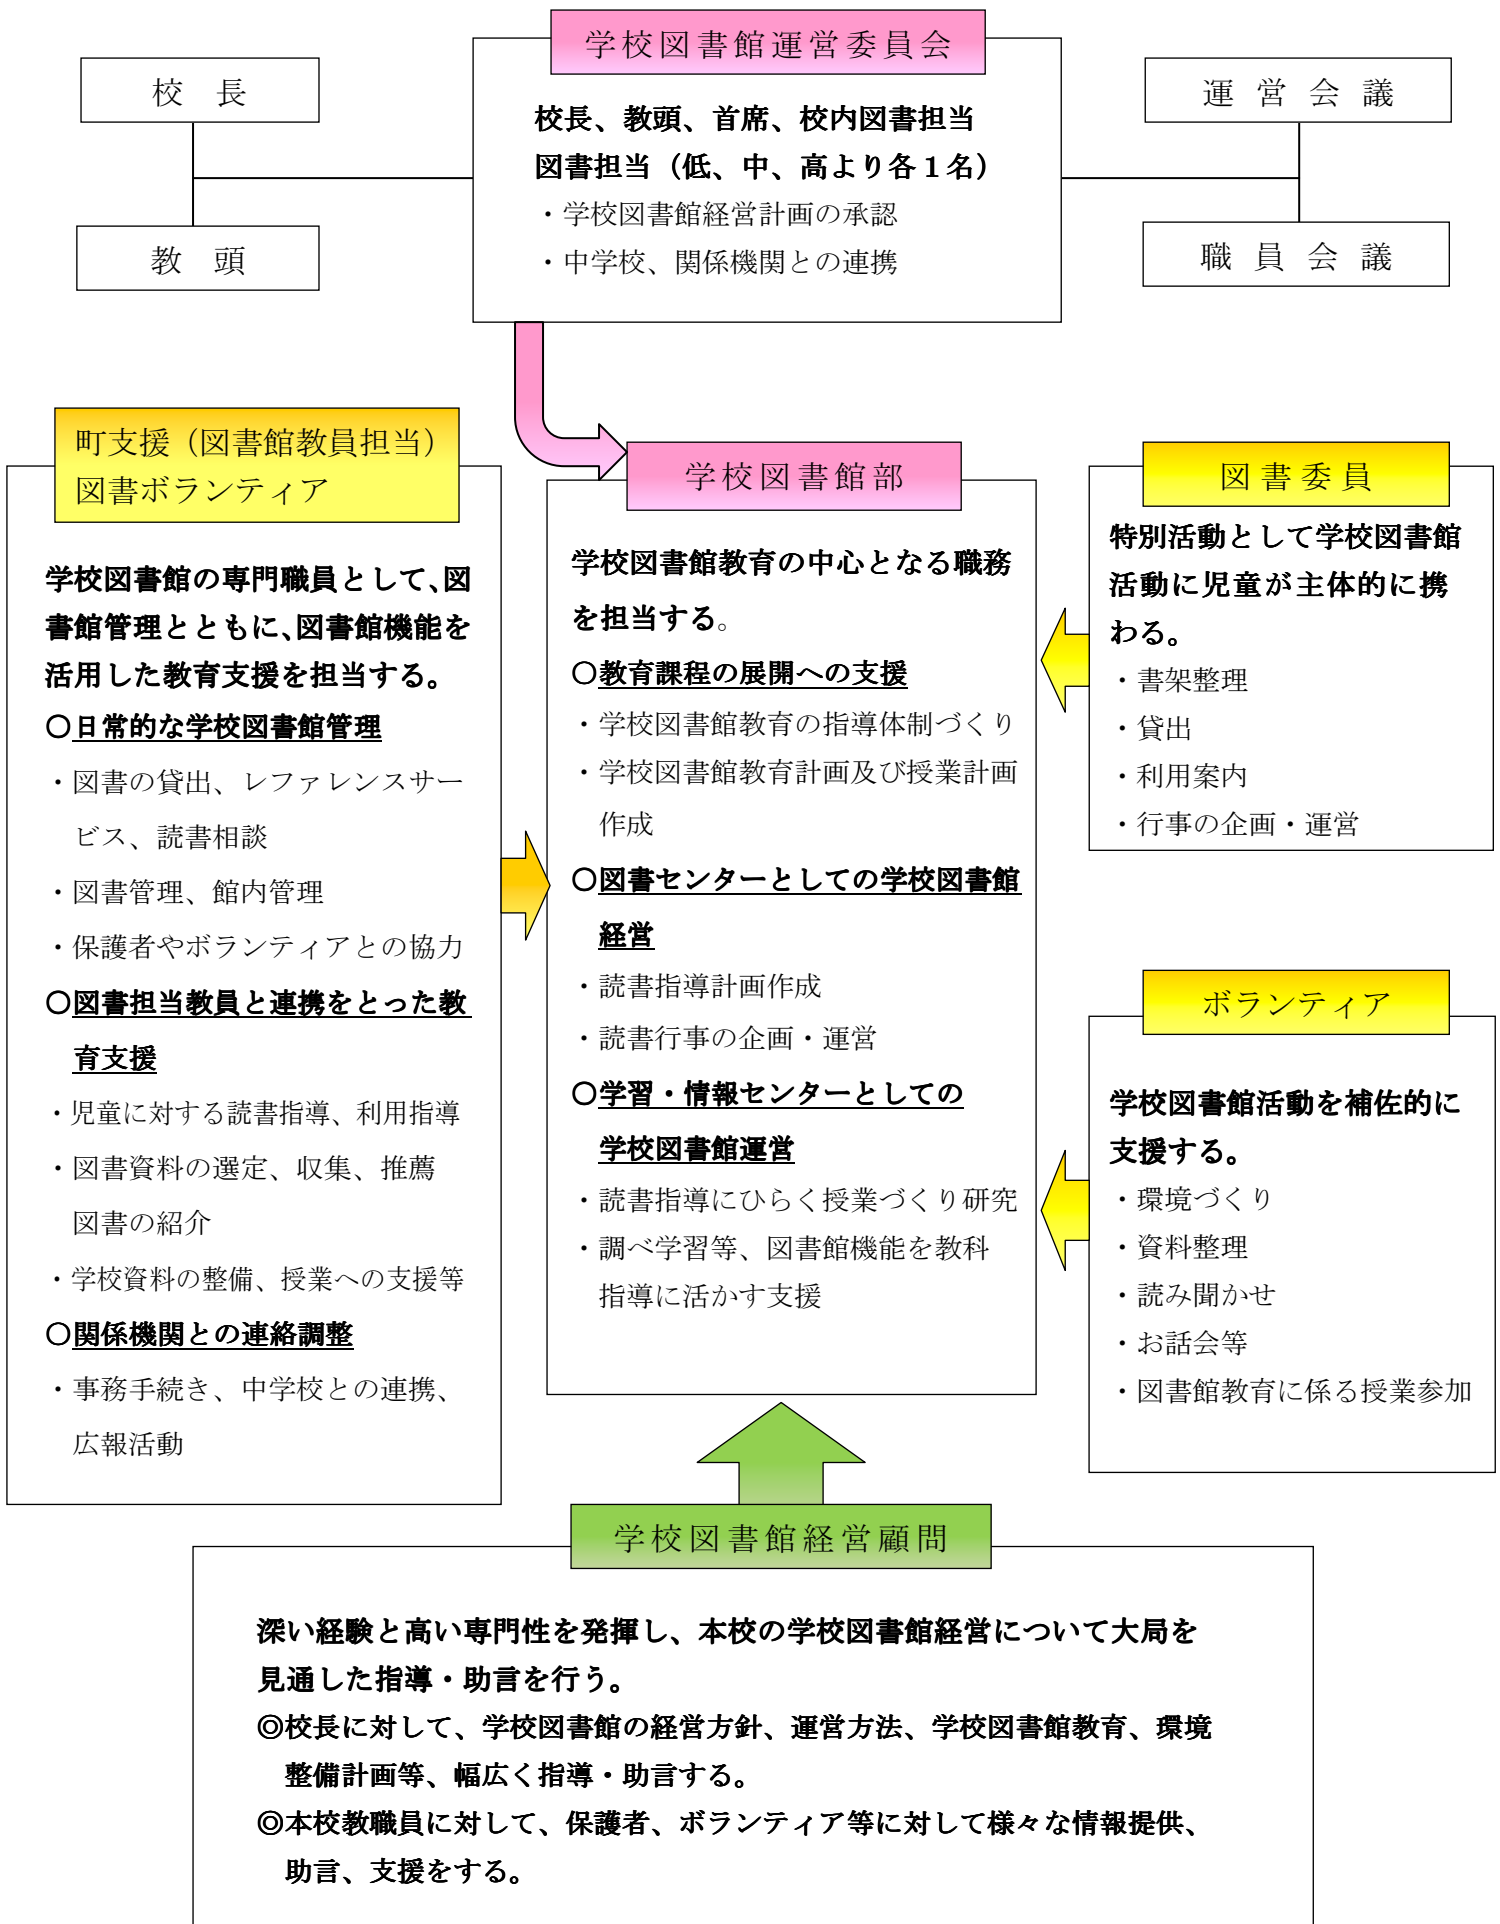 学校図書館運営委員会
校長
教頭
校長、教頭、首席、校内図書担当
図書担当（低、中、高より各１名）
・学校図書館経営計画の承認
・中学校、関係機関との連携
運営会議
職員会議
町支援（図書館教員担当）
図書ボランティア
学校図書館の専門職員として、図
書館管理とともに、図書館機能を
活用した教育支援を担当する。
〇日常的な学校図書館管理
・図書の貸出、レファレンスサー
ビス、読書相談
・図書管理、館内管理
・保護者やボランティアとの協力
〇図書担当教員と連携をとった教
育支援
・児童に対する読書指導、利用指導
・図書資料の選定、収集、推薦
図書の紹介
・学校資料の整備、授業への支援等
〇関係機関との連絡調整
・事務手続き、中学校との連携、
広報活動
学校図書館部
学校図書館教育の中心となる職務
を担当する。
〇教育課程の展開への支援
・学校図書館教育の指導体制づくり
・学校図書館教育計画及び授業計画
作成
〇図書センターとしての学校図書館
経営
・読書指導計画作成
・読書行事の企画・運営
〇学習・情報センターとしての
学校図書館運営
・読書指導にひらく授業づくり研究
・調べ学習等、図書館機能を教科
指導に活かす支援
図書委員
特別活動として学校図書館
活動に児童が主体的に携
わる。
・書架整理
・貸出
・利用案内
・行事の企画・運営
ボランティア
学校図書館活動を補佐的に
支援する。
・環境づくり
・資料整理
・読み聞かせ
・お話会等
・図書館教育に係る授業参加
学校図書館経営顧問
深い経験と高い専門性を発揮し、本校の学校図書館経営について大局を
見通した指導・助言を行う。
◎校長に対して、学校図書館の経営方針、運営方法、学校図書館教育、環境
整備計画等、幅広く指導・助言する。
◎本校教職員に対して、保護者、ボランティア等に対して様々な情報提供、
助言、支援をする。